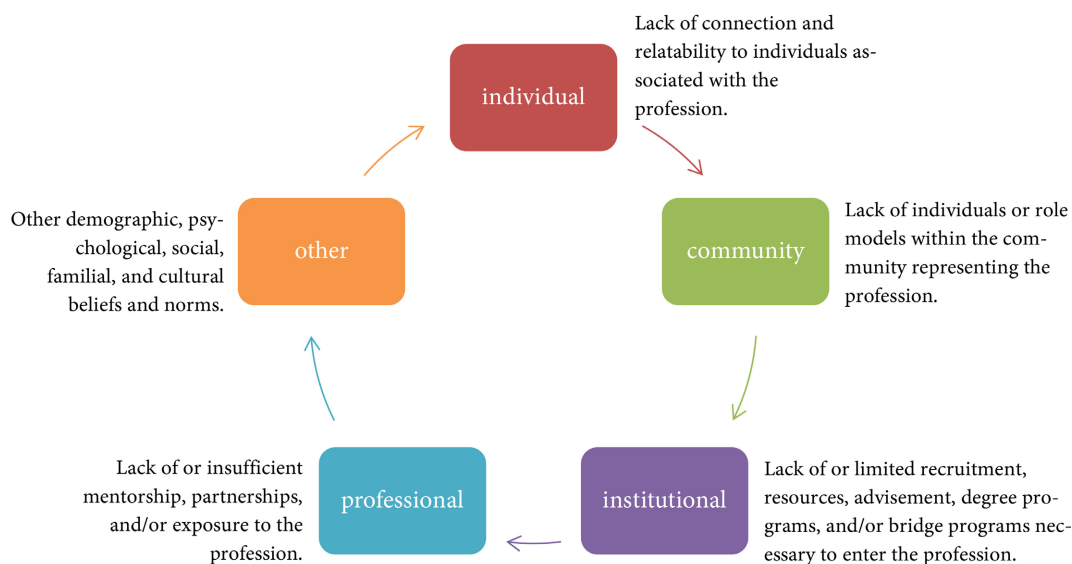 individual
Lack of connection and
relatability to individuals as-
sociated with the
profession.
community
Lack of individuals or role
models within the com-
munity representing the
profession.
institutional
Lack of or limited recruitment,
resources, advisement, degree pro-
grams, and/or bridge programs nec-
essary to enter the profession.
professional
Lack of or insufficient
mentorship, partnerships,
and/or exposure to the
profession.
other
Other demographic, psy-
chological, social,
familial, and cultural
beliefs and norms.